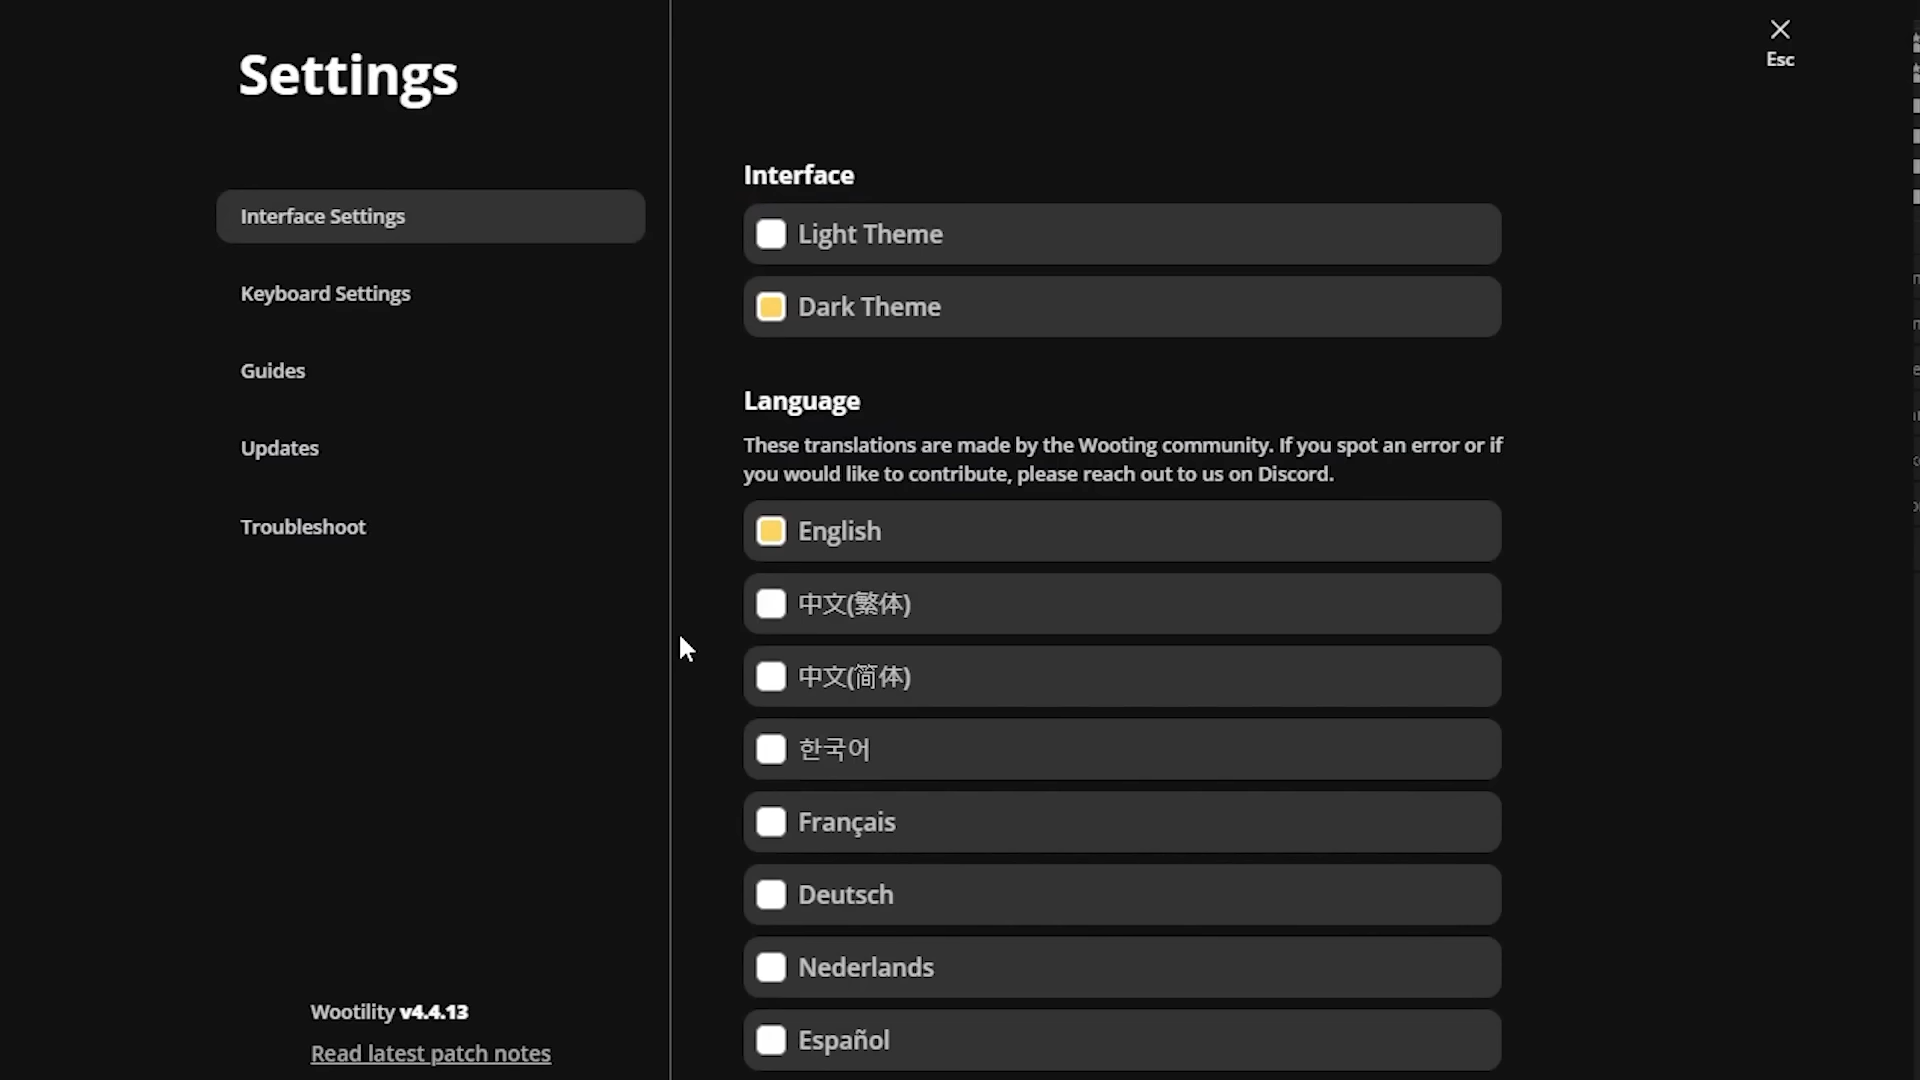 Settings
Esc
Interface Settings
Keyboard Settings
Guides
Updates
Troubleshoot
Wootility v4.4.13
Read latest patch notes
Interface
Light Theme
Dark Theme
Language
These translations are made by the Wooting community. If you spot an error or if
you would like to contribute, please reach out to us on Discord.
English
中文(繁体)
中文(简体)
한국어
Français
Deutsch
Nederlands
Español